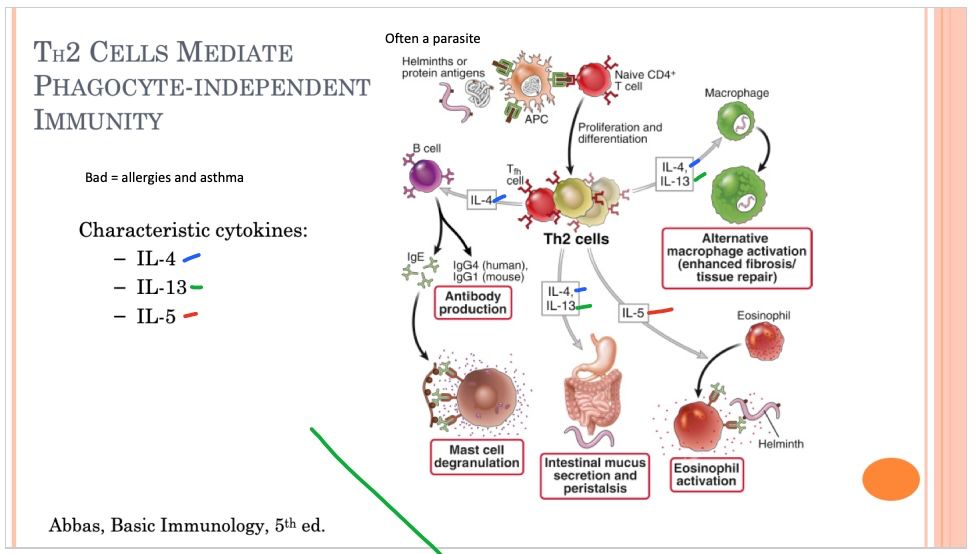 TH2 CELLS MEDIATE
PHAGOCYTE-INDEPENDENT
IMMUNITY
Bad = allergies and asthma
Characteristic cytokines:
– IL-4
– IL-13
– IL-5
Abbas, Basic Immunology, 5th ed.
Often a parasite
Helminths or
protein antigens
APC
Naive CD4+
T cell
Proliferation and
differentiation
Macrophage
B cell
Tfh
cell
IL-4
IL-4,
IL-13
Th2 cells
Alternative
macrophage activation
(enhanced fibrosis/
tissue repair)
IgE
IgG4 (human),
IgG1 (mouse)
Antibody
production
IL-4,
IL-13
IL-5
Eosinophil
Helminth
Mast cell
degranulation
Intestinal mucus
secretion and
peristalsis
Eosinophil
activation